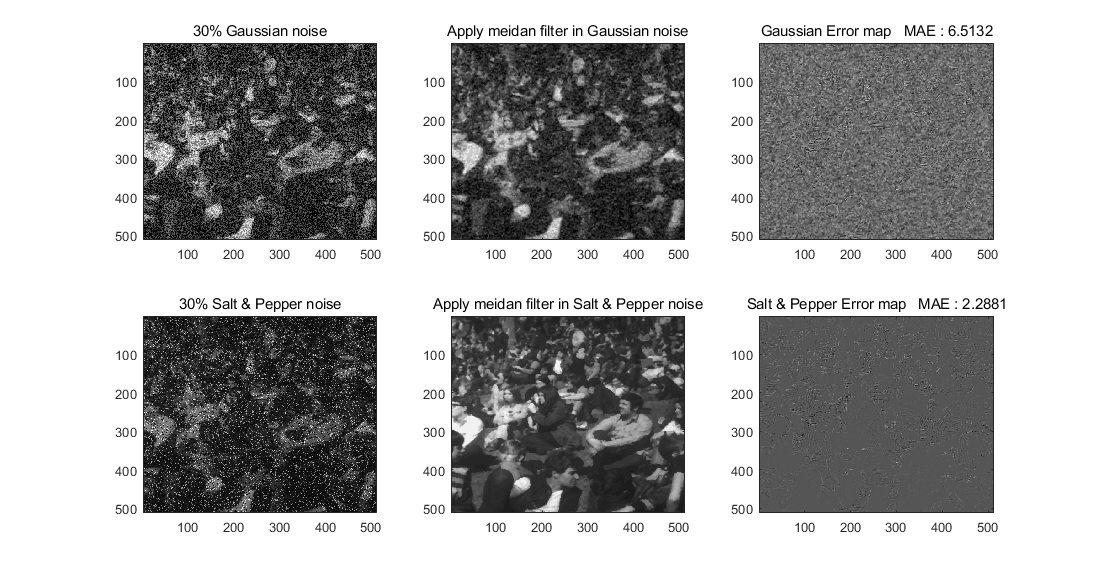 30% Gaussian noise
Apply meidan filter in Gaussian noise
Gaussian Error map MAE : 6.5132
100
200
300
400
500
100 200 300 400 500
100
200
300
400
500
100 200 300 400 500
100
200
300
400
500
100 200 300 400 500
30% Salt & Pepper noise
Apply meidan filter in Salt & Pepper noise
Salt & Pepper Error map MAE : 2.2881
100
200
300
400
500
100 200 300 400 500
100
200
300
400
500
100 200 300 400 500
100
200
300
400
500
100 200 300 400 500